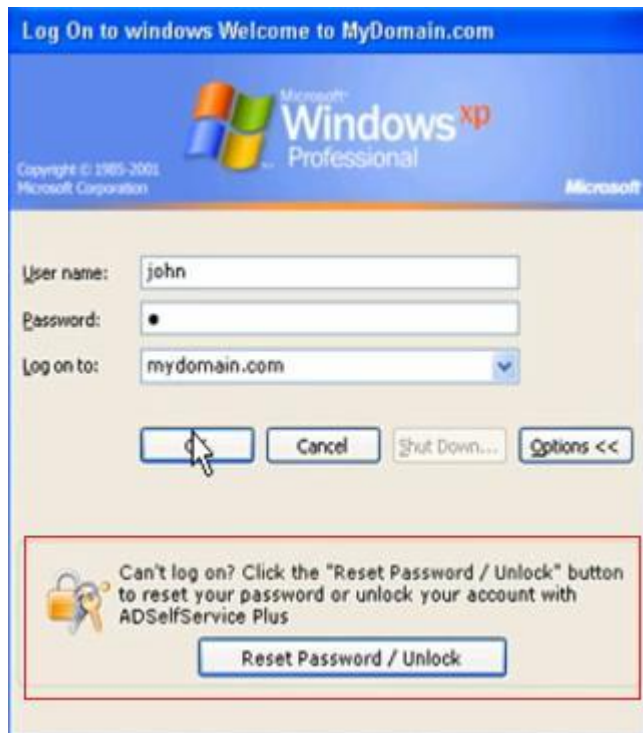 Log On to windows Welcome to MyDomain.com
Microsoft®
Windows xp
Professional
Copyright © 1985-2001
Microsoft Corporation
Microsoft
User name: john
Password: ●
Log on to: mydomain.com
Cancel Shut Down... Options <<
Can't log on? Click the "Reset Password / Unlock" button
to reset your password or unlock your account with
ADSelfService Plus
Reset Password / Unlock